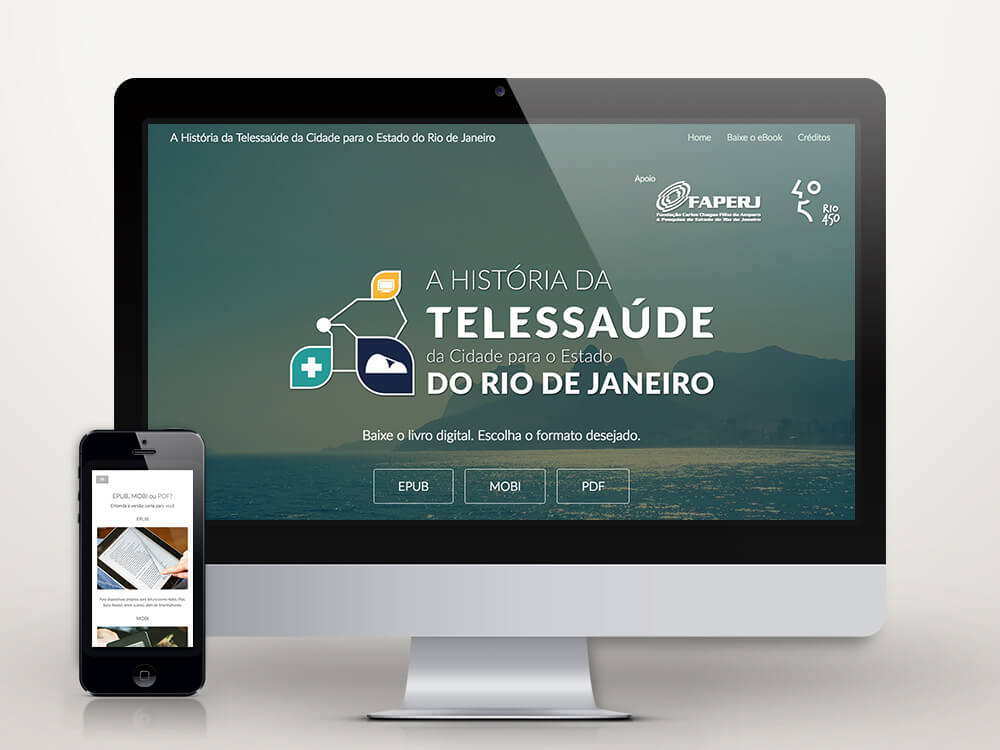 A História da Telessaúde da Cidade para o Estado do Rio de Janeiro
Home Baixe o eBook Créditos
Apoio
FAPERJ
Fundação Carlos Chagas Filho de Amparo
à Pesquisa do Estado do Rio de Janeiro
RIO
450
A HISTÓRIA DA
TELESSAÚDE
da Cidade para o Estado
DO RIO DE JANEIRO
Baixe o livro digital. Escolha o formato desejado.
EPUB MOBI PDF
EPUB, MOBI ou PDF?
Entenda a versão certa para você
EPUB
MOBI